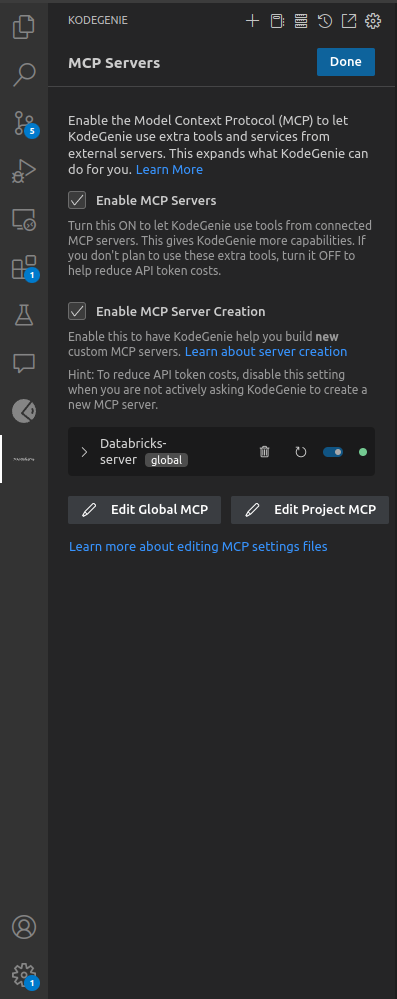 KODEGENIE
MCP Servers
Done
Enable the Model Context Protocol (MCP) to let
KodeGenie use extra tools and services from
external servers. This expands what KodeGenie can
do for you. Learn More
Enable MCP Servers
Turn this ON to let KodeGenie use tools from connected
MCP servers. This gives KodeGenie more capabilities. If
you don't plan to use these extra tools, turn it OFF to
help reduce API token costs.
5
1
Enable MCP Server Creation
Enable this to have KodeGenie help you build new
custom MCP servers. Learn about server creation
Hint: To reduce API token costs, disable this setting
when you are not actively asking KodeGenie to create a
new MCP server.
Databricks-
server global
Edit Global MCP
Edit Project MCP
Learn more about editing MCP settings files
1